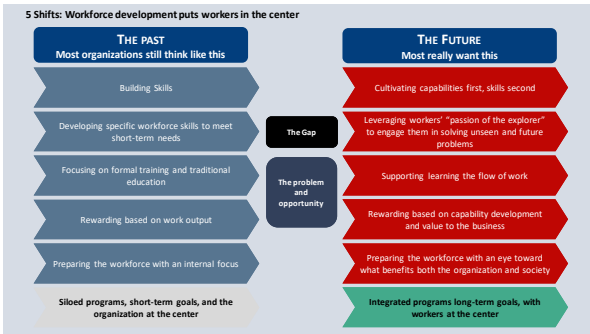 5 Shifts: Workforce development puts workers in the center
THE PAST
Most organizations still think like this
Building Skills
Developing specific workforce skills to meet
short-term needs
Focusing on formal training and traditional
education
Rewarding based on work output
Preparing the workforce with an internal focus
Siloed programs, short-term goals, and the
organization at the center
The Gap
The problem
and
opportunity
THE FUTURE
Most really want this
Cultivating capabilities first, skills second
Leveraging workers' "passion of the explorer"
to engage them in solving unseen and future
problems
Supporting learning the flow of work
Rewarding based on capability development
and value to the business
Preparing the workforce with an eye toward
what benefits both the organization and society
Integrated programs long-term goals, with
workers at the center